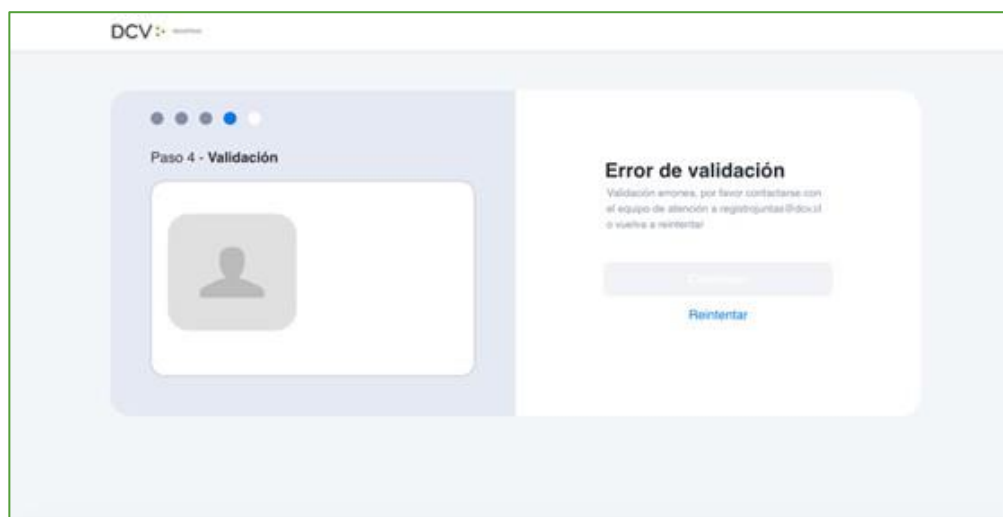 DCV
Paso 4 - Validación
Error de validación
Validación errones, por favor contactarse con
el equipo de atención a registrojuntas@dcv.cl
o vuelva a reintentar
Reintentar